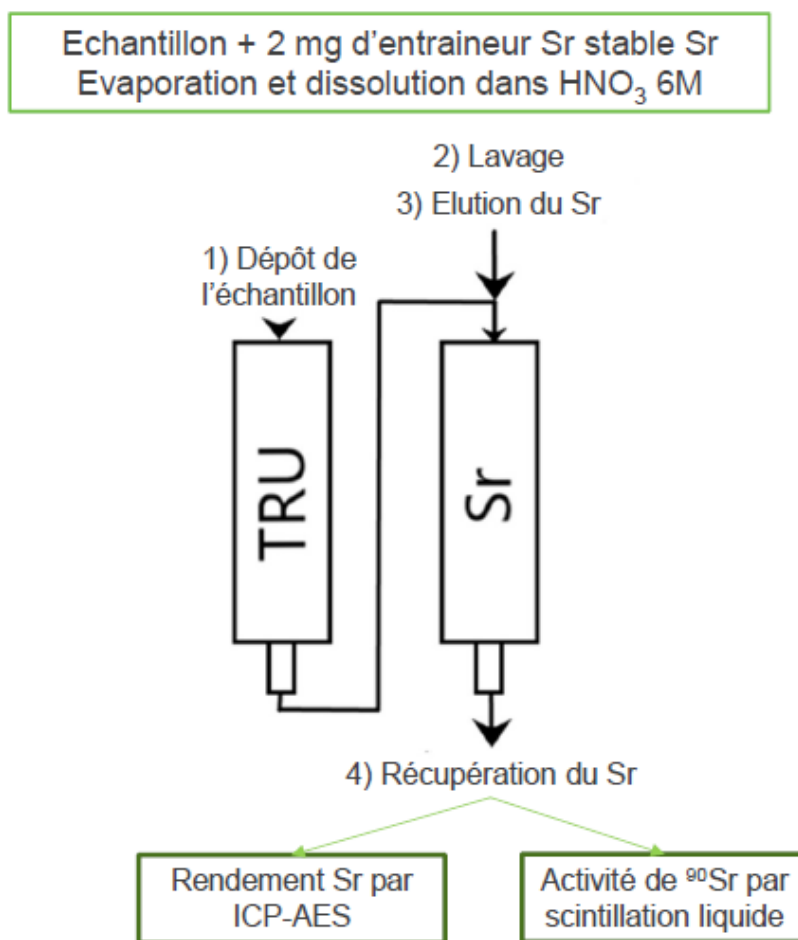 Echantillon + 2 mg d'entraineur Sr stable Sr
Evaporation et dissolution dans HNO₃ 6M
2) Lavage
3) Elution du Sr
1) Dépôt de
l'échantillon
TRU
Sr
4) Récupération du Sr
Rendement Sr par
ICP-AES
Activité de ⁹⁰Sr par
scintillation liquide